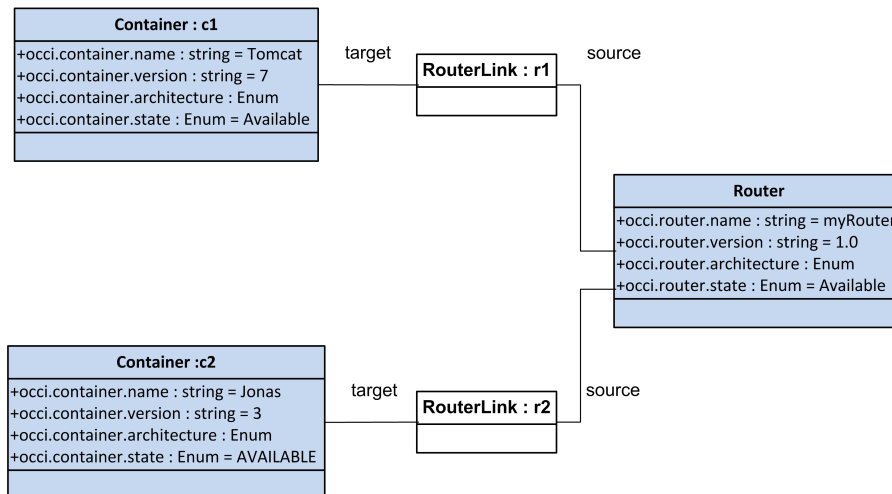 Container : c1
+occi.container.name : string = Tomcat
+occi.container.version : string = 7
+occi.container.architecture : Enum
+occi.container.state : Enum = Available
target
RouterLink : r1
source
Router
+occi.router.name : string = myRouter
+occi.router.version : string = 1.0
+occi.router.architecture : Enum
+occi.router.state : Enum = Available
Container :c2
+occi.container.name : string = Jonas
+occi.container.version : string = 3
+occi.container.architecture : Enum
+occi.container.state : Enum = AVAILABLE
target
RouterLink : r2
source